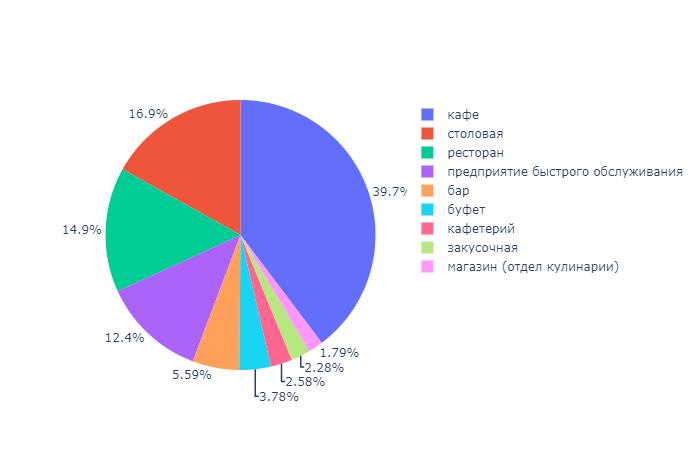 16.9%
39.7%
14.9%
12.4%
5.59%
3.78%
2.58%
2.28%
1.79%
кафе
столовая
ресторан
предприятие быстрого обслуживания
бар
буфет
кафетерий
закусочная
магазин (отдел кулинарии)